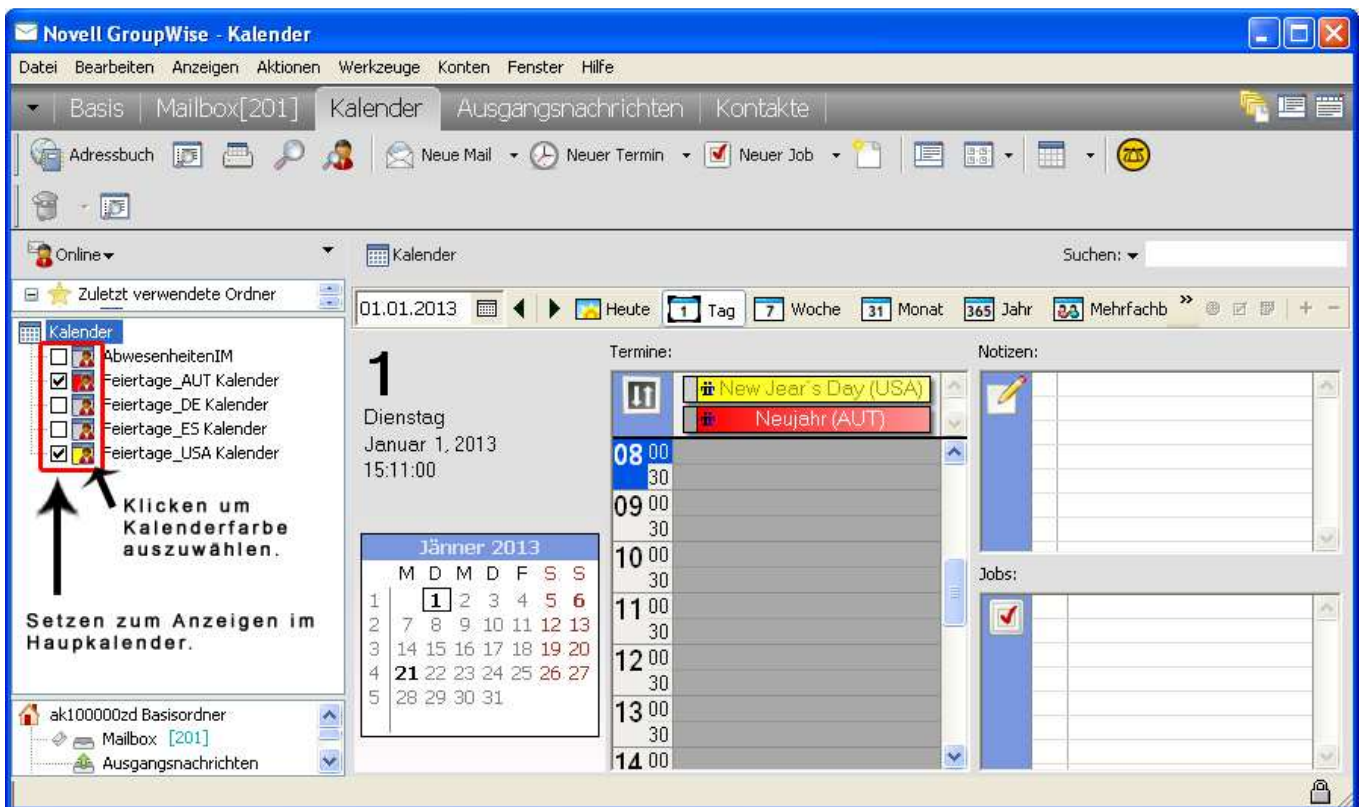 Novell GroupWise - Kalender
Datei Bearbeiten Anzeigen Aktionen Werkzeuge Konten Fenster Hilfe
Basis Mailbox[201] Kalender Ausgangsnachrichten Kontakte
Adressbuch Neue Mail Neuer Termin Neuer Job
Online
Kalender
Suchen:
Zuletzt verwendete Ordner
01.01.2013 Heute 1 Tag 7 Woche 31 Monat 365 Jahr 23 Mehrfachb »
Kalender
AbwesenheitenIM
Feiertage_AUT Kalender
Feiertage_DE Kalender
Feiertage_ES Kalender
Feiertage_USA Kalender
Klicken um
Kalenderfarbe
auszuwählen.
Setzen zum Anzeigen im
Haupkalender.
ak100000zd Basisordner
Mailbox [201]
Ausgangsnachrichten
1
Dienstag
Januar 1, 2013
15:11:00
Jänner 2013
M D M D F S S
1 1 2 3 4 5 6
2 7 8 9 10 11 12 13
3 14 15 16 17 18 19 20
4 21 22 23 24 25 26 27
5 28 29 30 31
Termine:
New Jear´s Day (USA)
Neujahr (AUT)
08 00
30
09 00
30
10 00
30
11 00
30
12 00
30
13 00
30
14 00
Notizen:
Jobs: